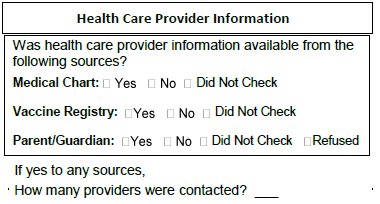 Health Care Provider Information
Was health care provider information available from the
following sources?
Medical Chart: □ Yes □ No □ Did Not Check
Vaccine Registry: □Yes □ No □ Did Not Check
Parent/Guardian: □Yes □ No □ Did Not Check □Refused
If yes to any sources,
How many providers were contacted? ___